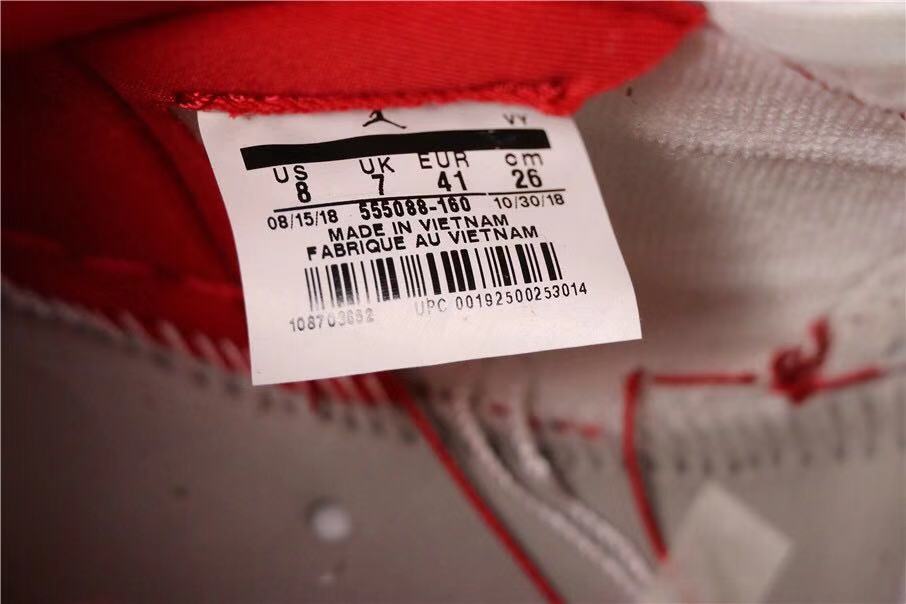 VY
US UK EUR cm
8 7 41 26
08/15/18 555088-160 10/30/18
MADE IN VIETNAM
FABRIQUE AU VIETNAM
UPC 00192500253014